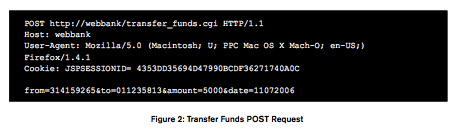 POST http://webbank/transfer_funds.cgi HTTP/1.1
Host: webbank
User-Agent: Mozilla/5.0 (Macintosh; U; PPC Mac OS X Mach-O; en-US;)
Firefox/1.4.1
Cookie: JSPSESSIONID= 4353DD35694D47990BCDF36271740A0C
from=314159265&to=011235813&amount=5000&date=11072006
Figure 2: Transfer Funds POST Request